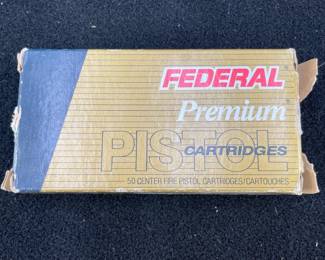 FEDERAL
Premium
PISTOL
CARTRIDGES
50 CENTER FIRE PISTOL CARTRIDGES/CARTOUCHES